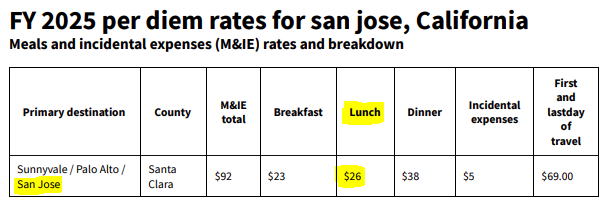 FY 2025 per diem rates for san jose, California
Meals and incidental expenses (M&IE) rates and breakdown
Primary destination
County
M&IE
total
Breakfast
Lunch
Dinner
Incidental
expenses
First
and
lastday
of
travel
Sunnyvale / Palo Alto /
San Jose
Santa
Clara
$92
$23
$26
$38
$5
$69.00